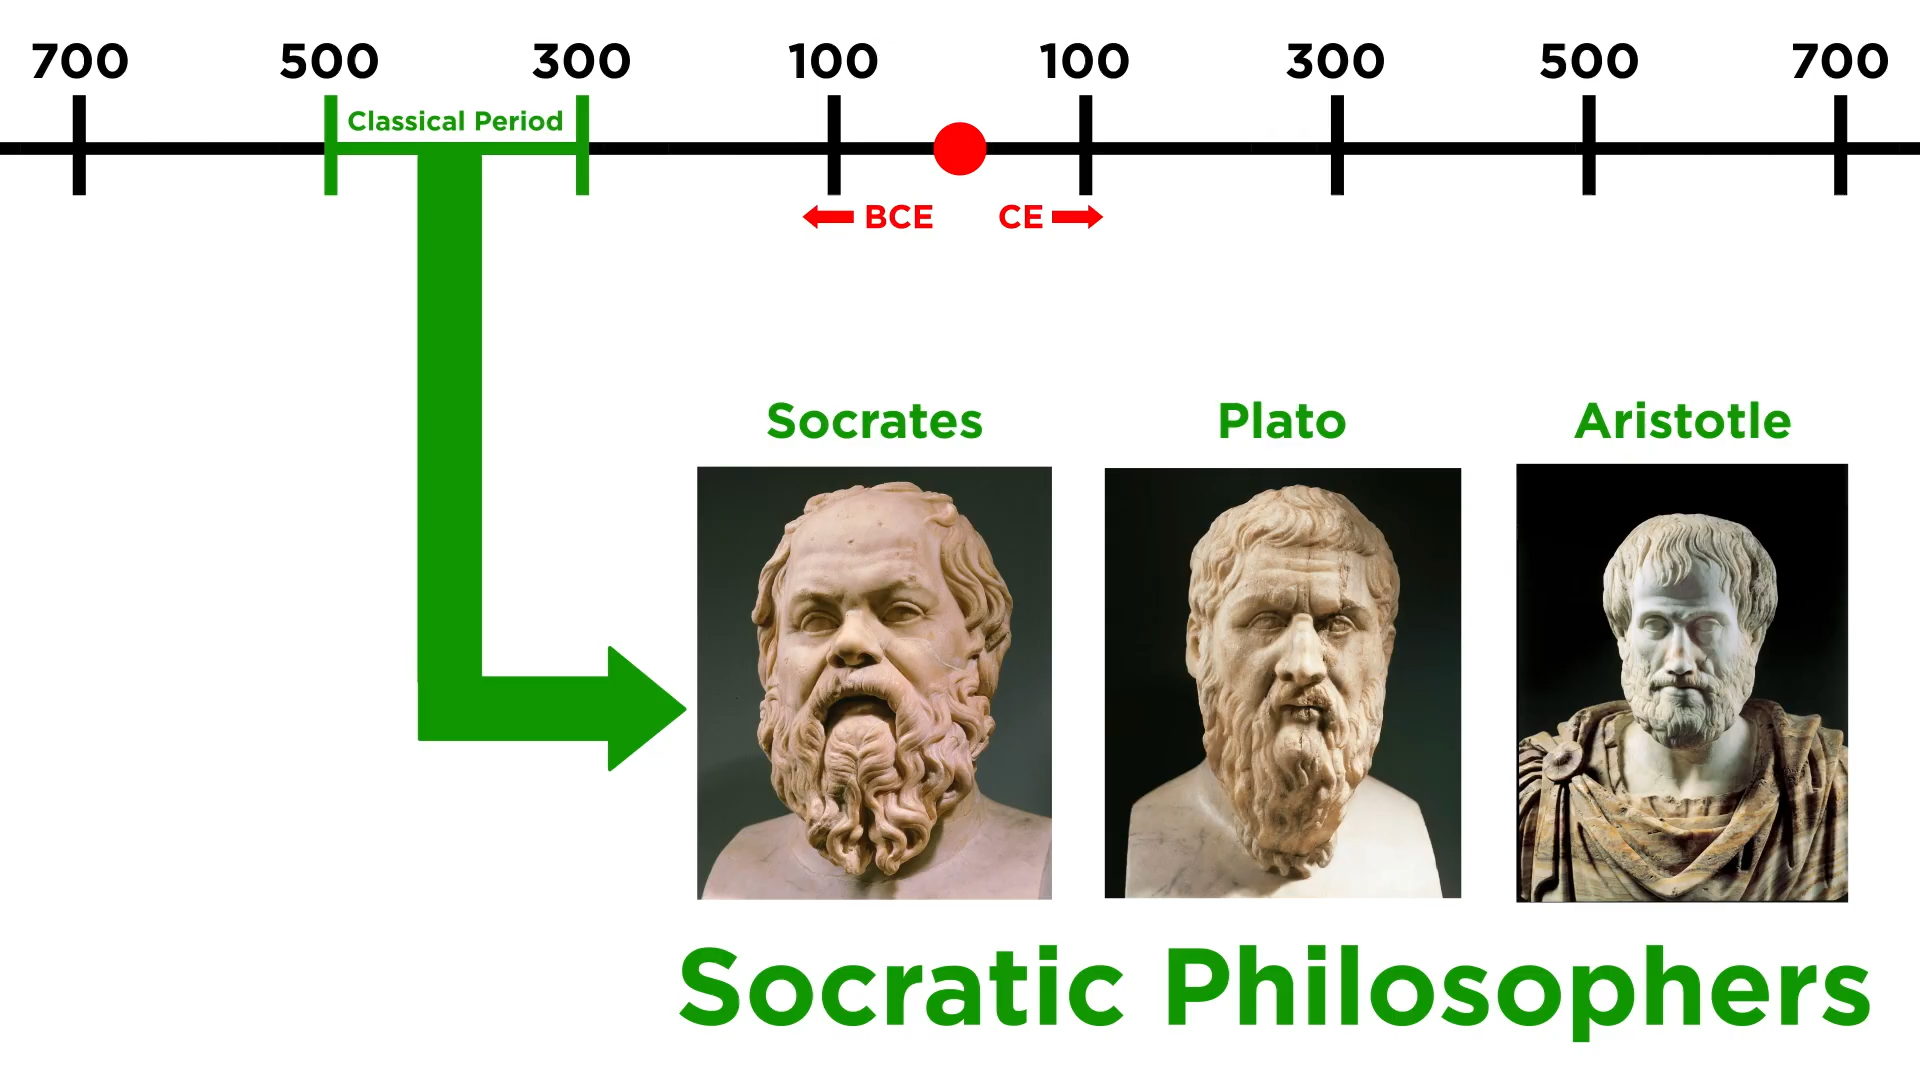 700 500 300 100 100 300 500 700
Classical Period
BCE CE
Socrates Plato Aristotle
Socratic Philosophers